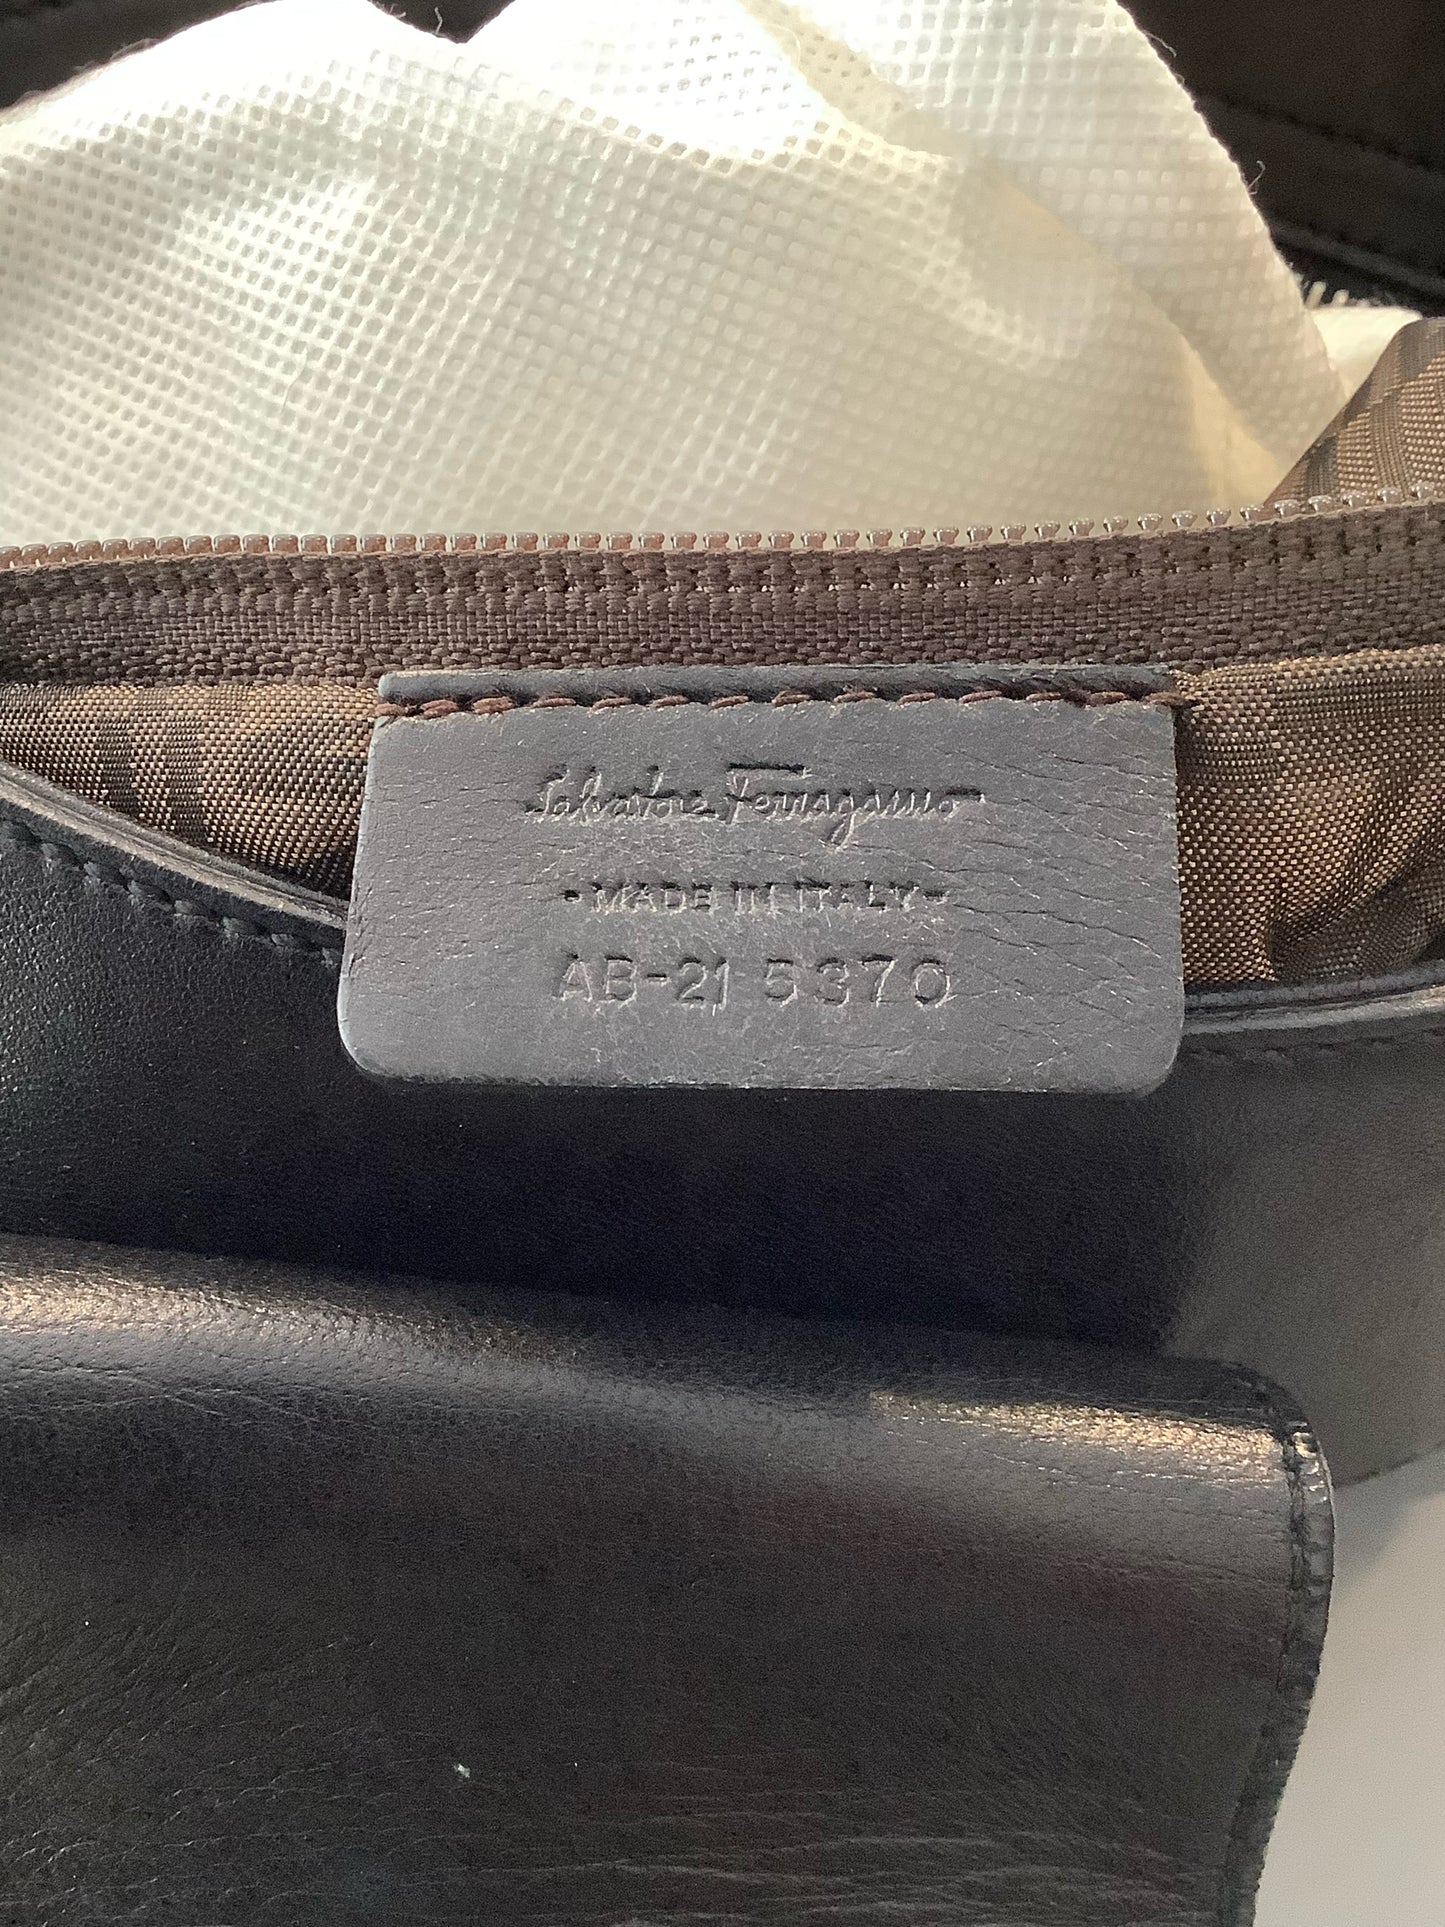 Salvatore Ferragamo
- MADE IN ITALY -
AB-21 5370